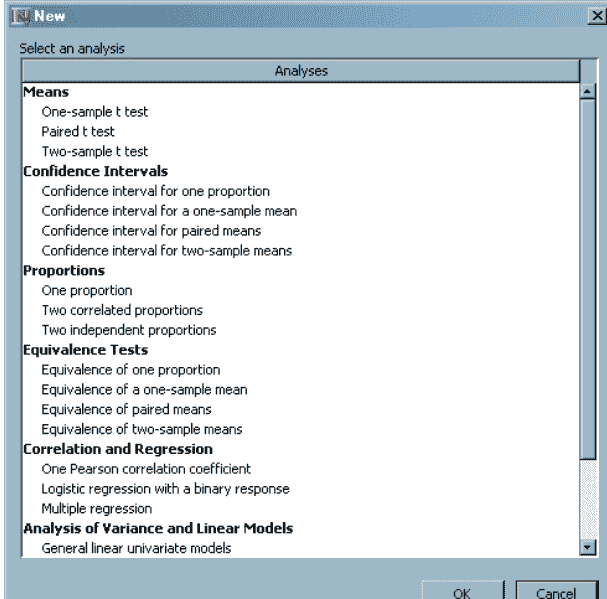 New
Select an analysis
Analyses
Means
One-sample t test
Paired t test
Two-sample t test
Confidence Intervals
Confidence interval for one proportion
Confidence interval for a one-sample mean
Confidence interval for paired means
Confidence interval for two-sample means
Proportions
One proportion
Two correlated proportions
Two independent proportions
Equivalence Tests
Equivalence of one proportion
Equivalence of a one-sample mean
Equivalence of paired means
Equivalence of two-sample means
Correlation and Regression
One Pearson correlation coefficient
Logistic regression with a binary response
Multiple regression
Analysis of Variance and Linear Models
General linear univariate models
OK Cancel